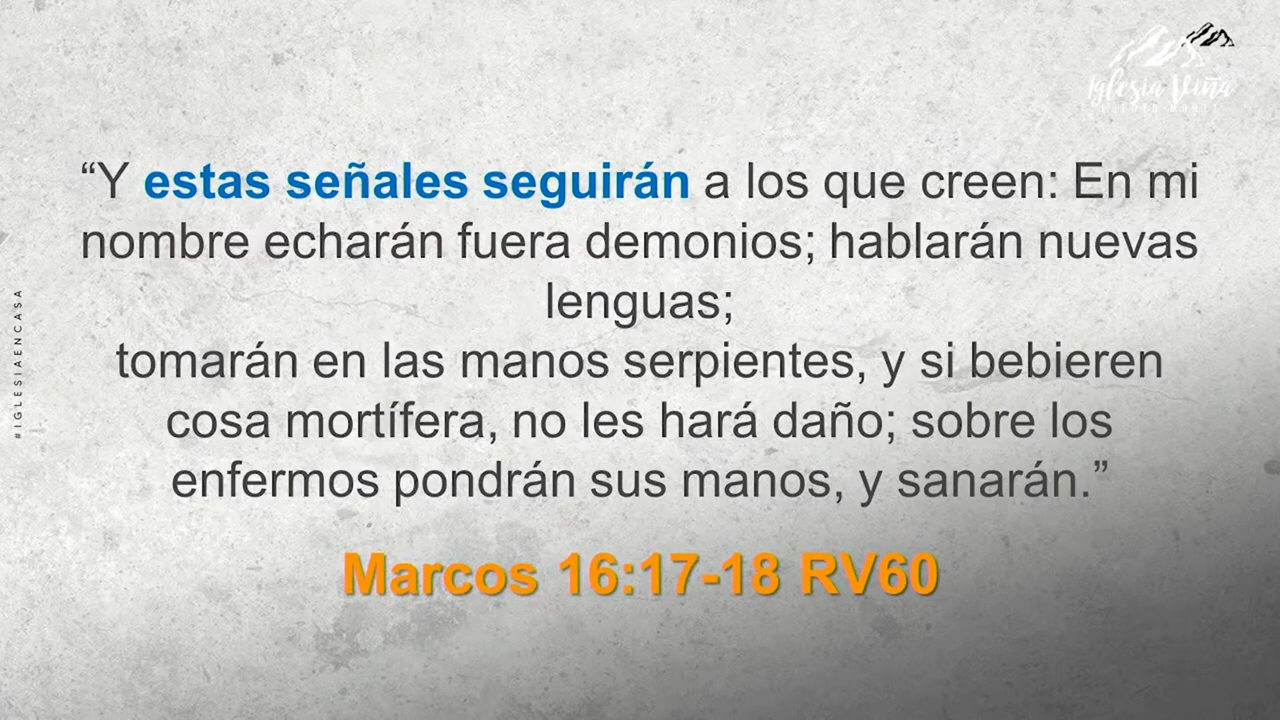 Iglesia Viña
“Y estas señales seguirán a los que creen: En mi
nombre echarán fuera demonios; hablarán nuevas
lenguas;
tomarán en las manos serpientes, y si bebieren
cosa mortífera, no les hará daño; sobre los
enfermos pondrán sus manos, y sanarán.”
Marcos 16:17-18 RV60
#IGLESIAENCASA